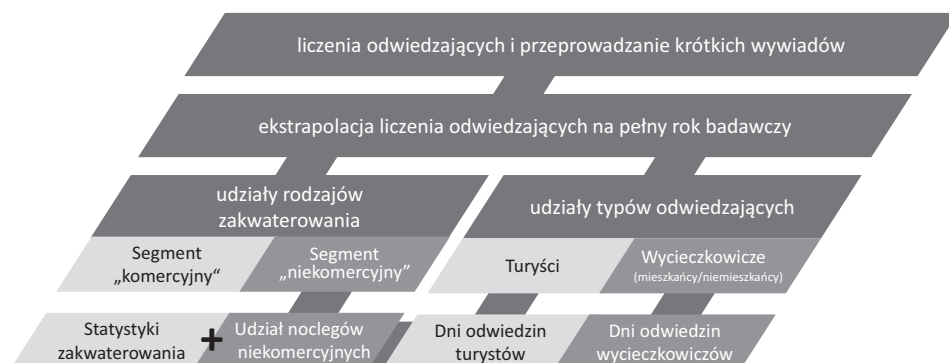 liczenia odwiedzających i przeprowadzanie krótkich wywiadów
ekstrapolacja liczenia odwiedzających na pełny rok badawczy
udziały rodzajów
zakwaterowania
udziały typów odwiedzających
Segment
„komercyjny“
Segment
„niekomercyjny”
Turyści
Wycieczkowicze
(mieszkańcy/niemieszkańcy)
Statystyki
zakwaterowania
+
Udział noclegów
niekomercyjnych
Dni odwiedzin
turystów
Dni odwiedzin
wycieczkowiczów